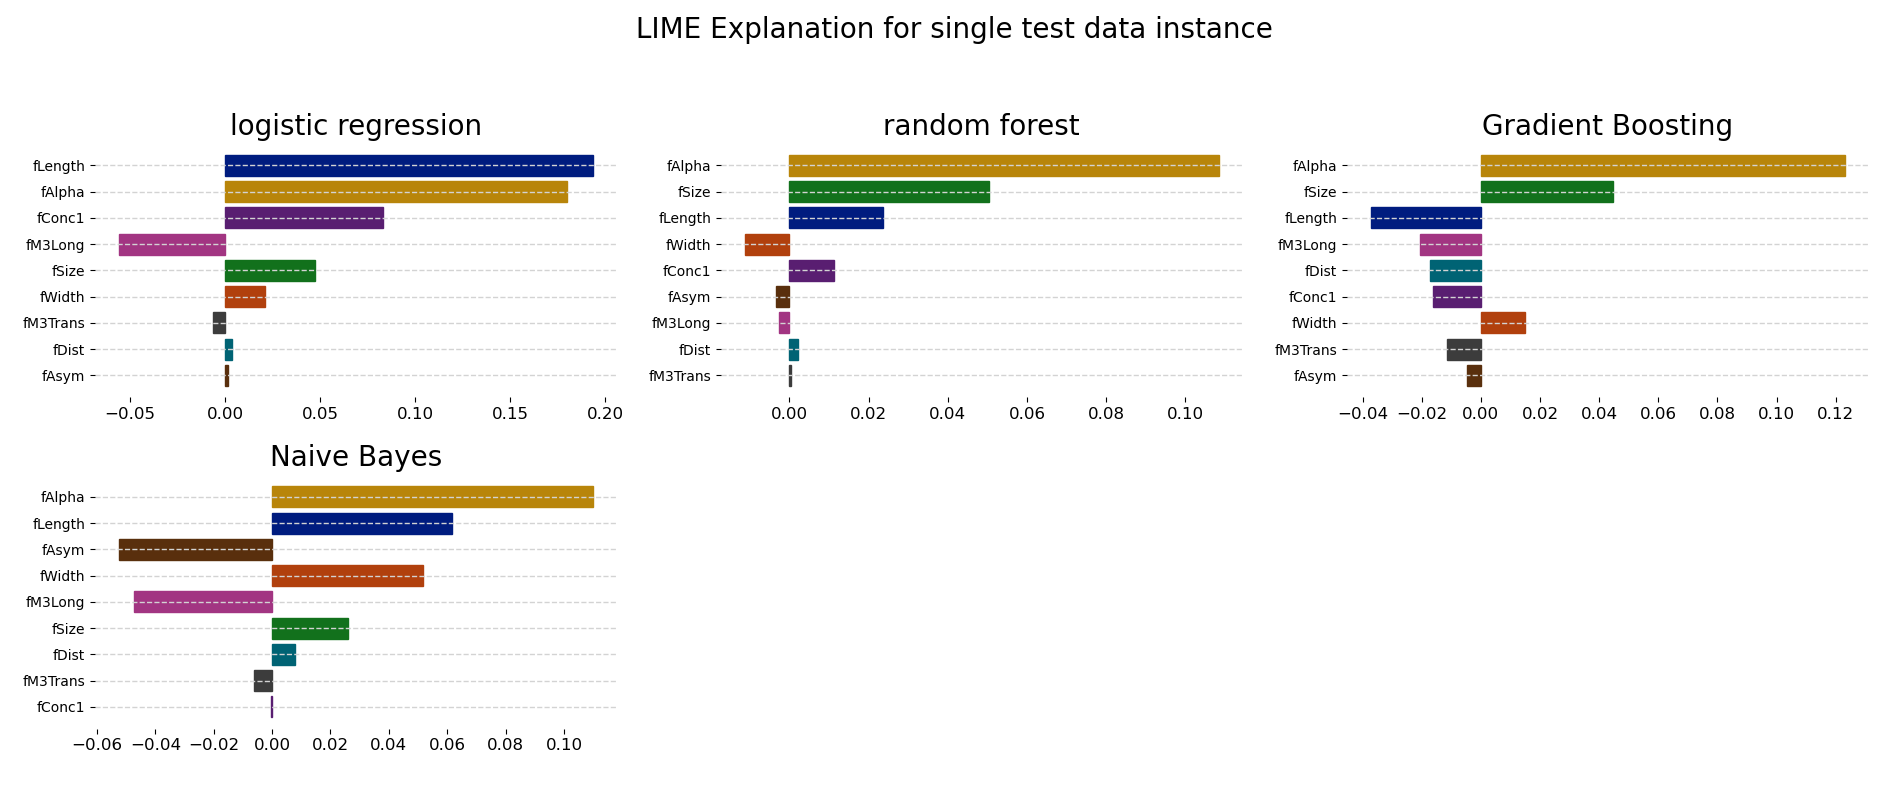 LIME Explanation for single test data instance
logistic regression
fLength
fAlpha
fConc1
fM3Long
fSize
fWidth
fM3Trans
fDist
fAsym
−0.05 0.00 0.05 0.10 0.15 0.20
random forest
fAlpha
fSize
fLength
fWidth
fConc1
fAsym
fM3Long
fDist
fM3Trans
0.00 0.02 0.04 0.06 0.08 0.10
Gradient Boosting
fAlpha
fSize
fLength
fM3Long
fDist
fConc1
fWidth
fM3Trans
fAsym
−0.04 −0.02 0.00 0.02 0.04 0.06 0.08 0.10 0.12
Naive Bayes
fAlpha
fLength
fAsym
fWidth
fM3Long
fSize
fDist
fM3Trans
fConc1
−0.06 −0.04 −0.02 0.00 0.02 0.04 0.06 0.08 0.10